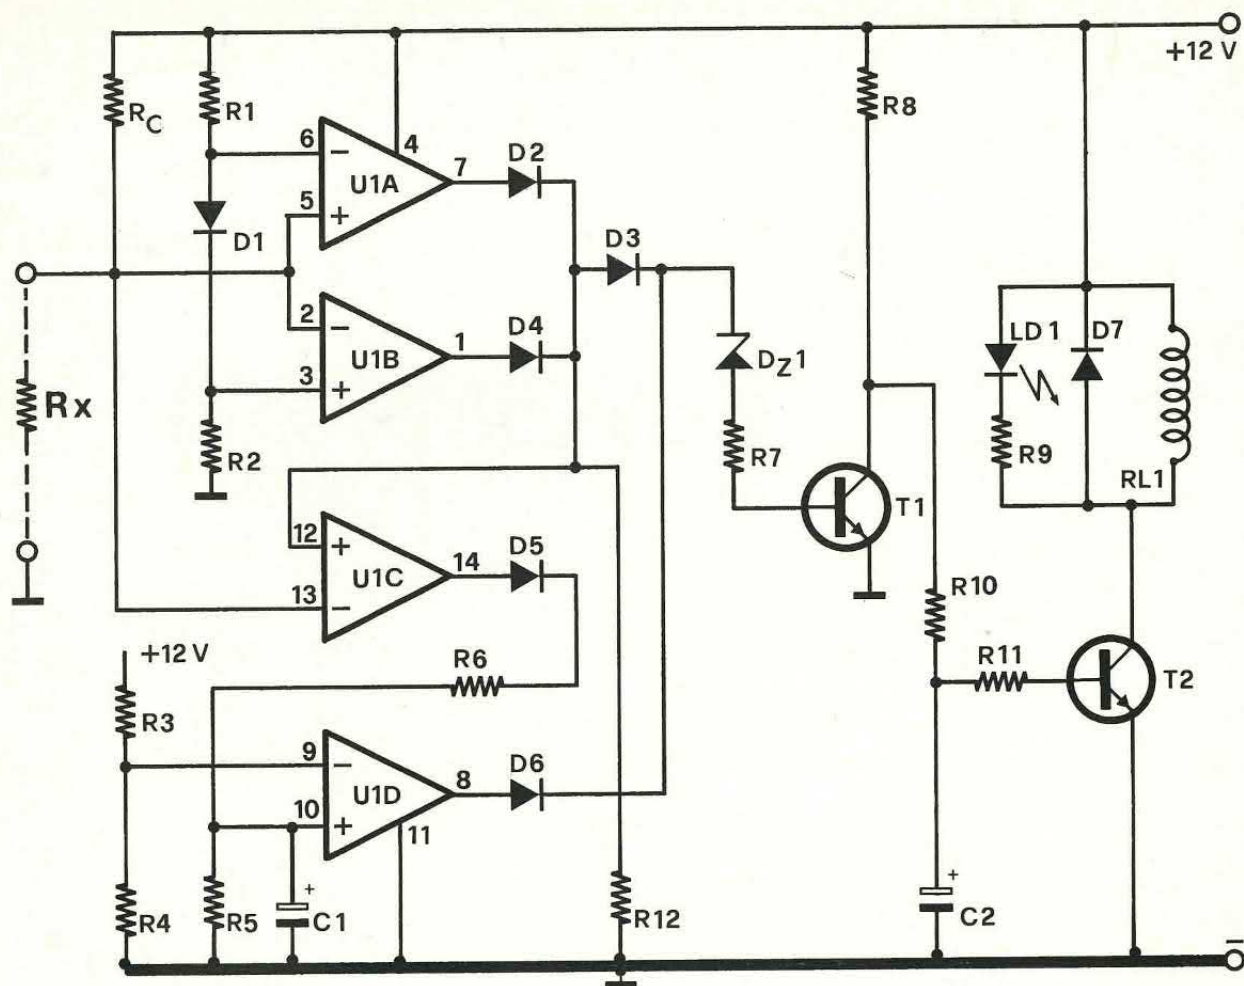 +12 V
RC
R1
R8
6
−
4
7
D2
U1A
5
+
D1
D3
2
−
1
D4
LD1
D7
U1B
DZ1
3
+
Rx
R2
R7
R9
RL1
T1
12
+
14
D5
U1C
13
−
R10
+12 V
R6
R11
T2
R3
9
−
8
D6
U1D
10
+
11
+
+
R4
R5
C1
R12
C2
−